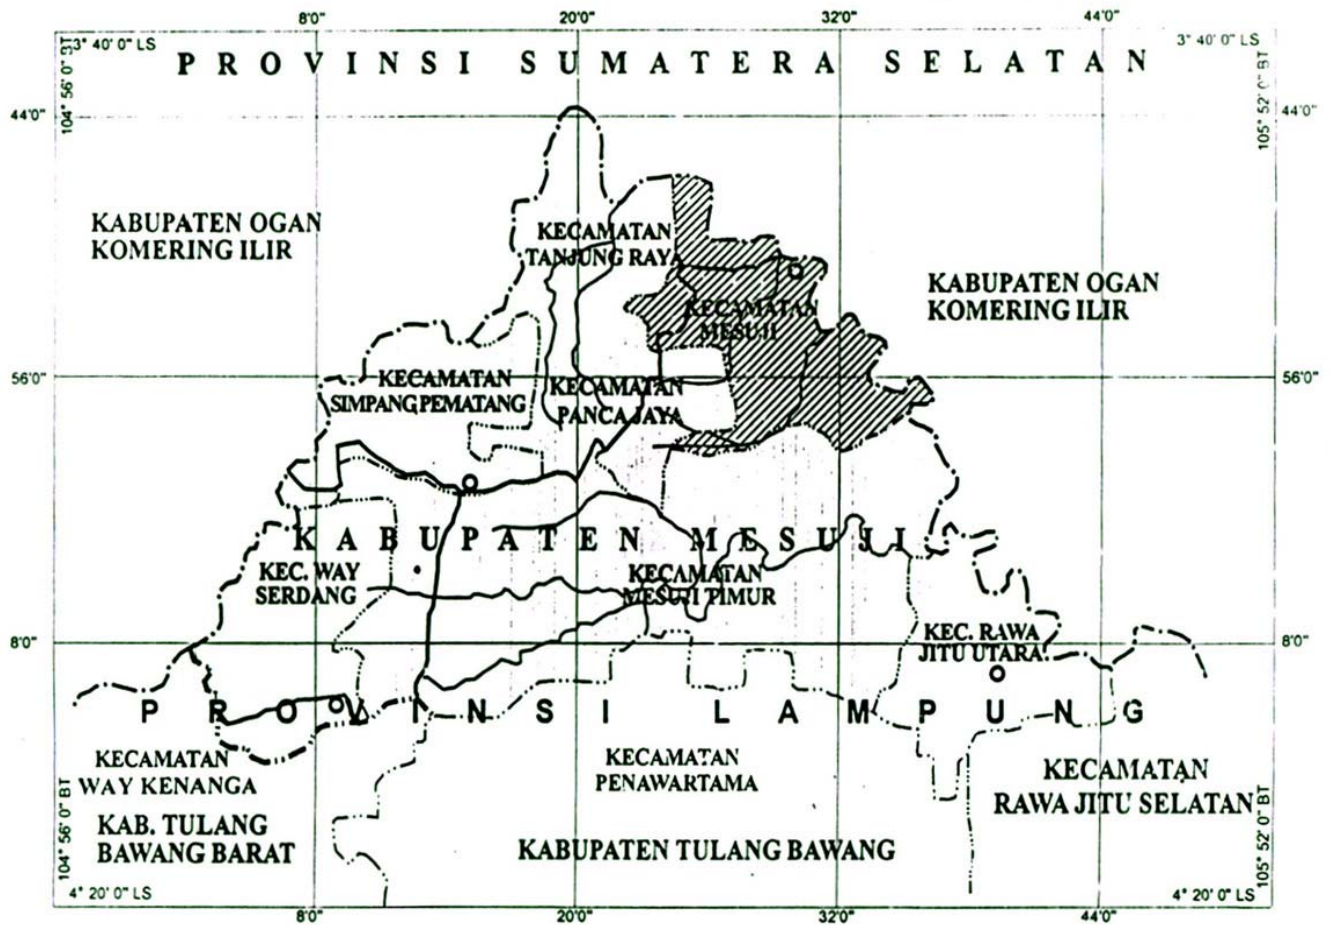 8'0" 20'0" 32'0" 44'0"
3° 40' 0" LS 3° 40' 0" LS
104° 56' 0" BT 105° 52' 0" BT
PROVINSI SUMATERA SELATAN
44'0" 44'0"
KABUPATEN OGAN
KOMERING ILIR
KECAMATAN
TANJUNG RAYA
KABUPATEN OGAN
KOMERING ILIR
KECAMATAN
MESUJI
56'0" 56'0"
KECAMATAN
SIMPANG PEMATANG
KECAMATAN
PANCA JAYA
KABUPATEN MESUJI
KEC. WAY
SERDANG
KECAMATAN
MESUJI TIMUR
8'0" 8'0"
KEC. RAWA
JITU UTARA
PROVINSI LAMPUNG
KECAMATAN
WAY KENANGA
KECAMATAN
PENAWARTAMA
KECAMATAN
RAWA JITU SELATAN
KAB. TULANG
BAWANG BARAT
KABUPATEN TULANG BAWANG
104° 56' 0" BT 105° 52' 0" BT
4° 20' 0" LS 4° 20' 0" LS
8'0" 20'0" 32'0" 44'0"